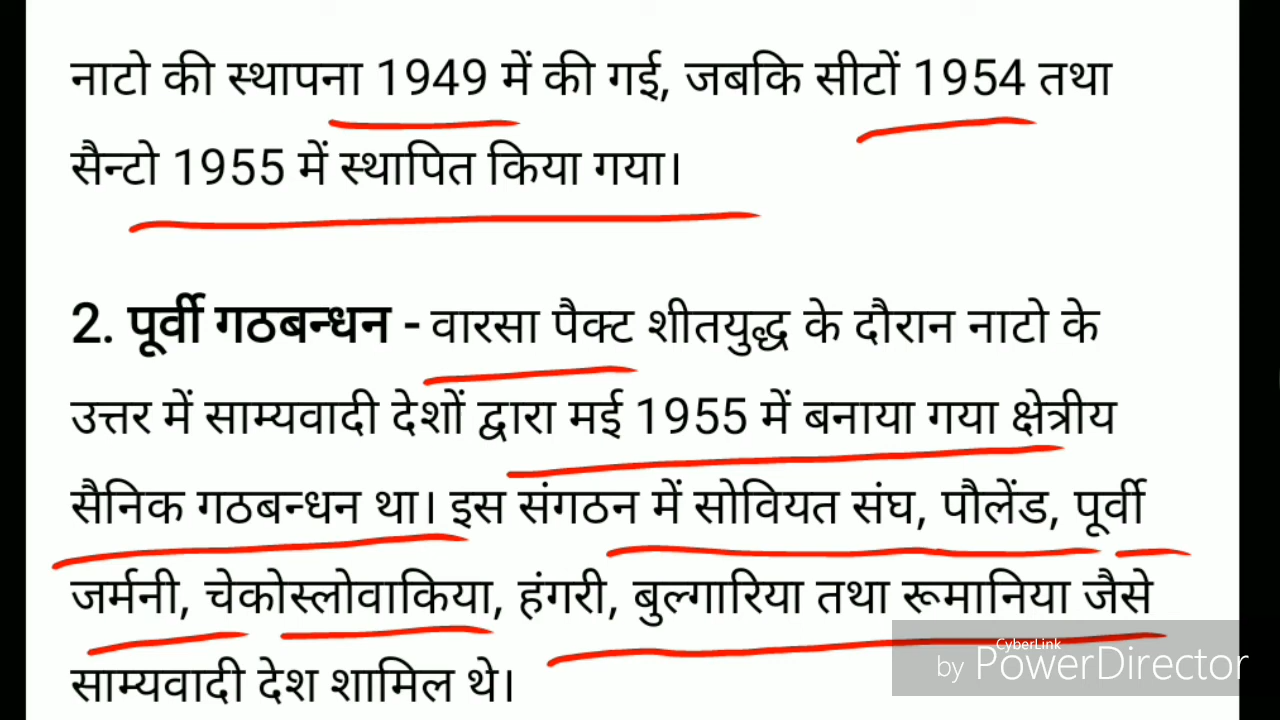 नाटो की स्थापना 1949 में की गई, जबकि सीटों 1954 तथा
सैन्टो 1955 में स्थापित किया गया।
2. पूर्वी गठबन्धन - वारसा पैक्ट शीतयुद्ध के दौरान नाटो के
उत्तर में साम्यवादी देशों द्वारा मई 1955 में बनाया गया क्षेत्रीय
सैनिक गठबन्धन था। इस संगठन में सोवियत संघ, पौलेंड, पूर्वी
जर्मनी, चेकोस्लोवाकिया, हंगरी, बुल्गारिया तथा रूमानिया जैसे
साम्यवादी देश शामिल थे।
CyberLink
by PowerDirector